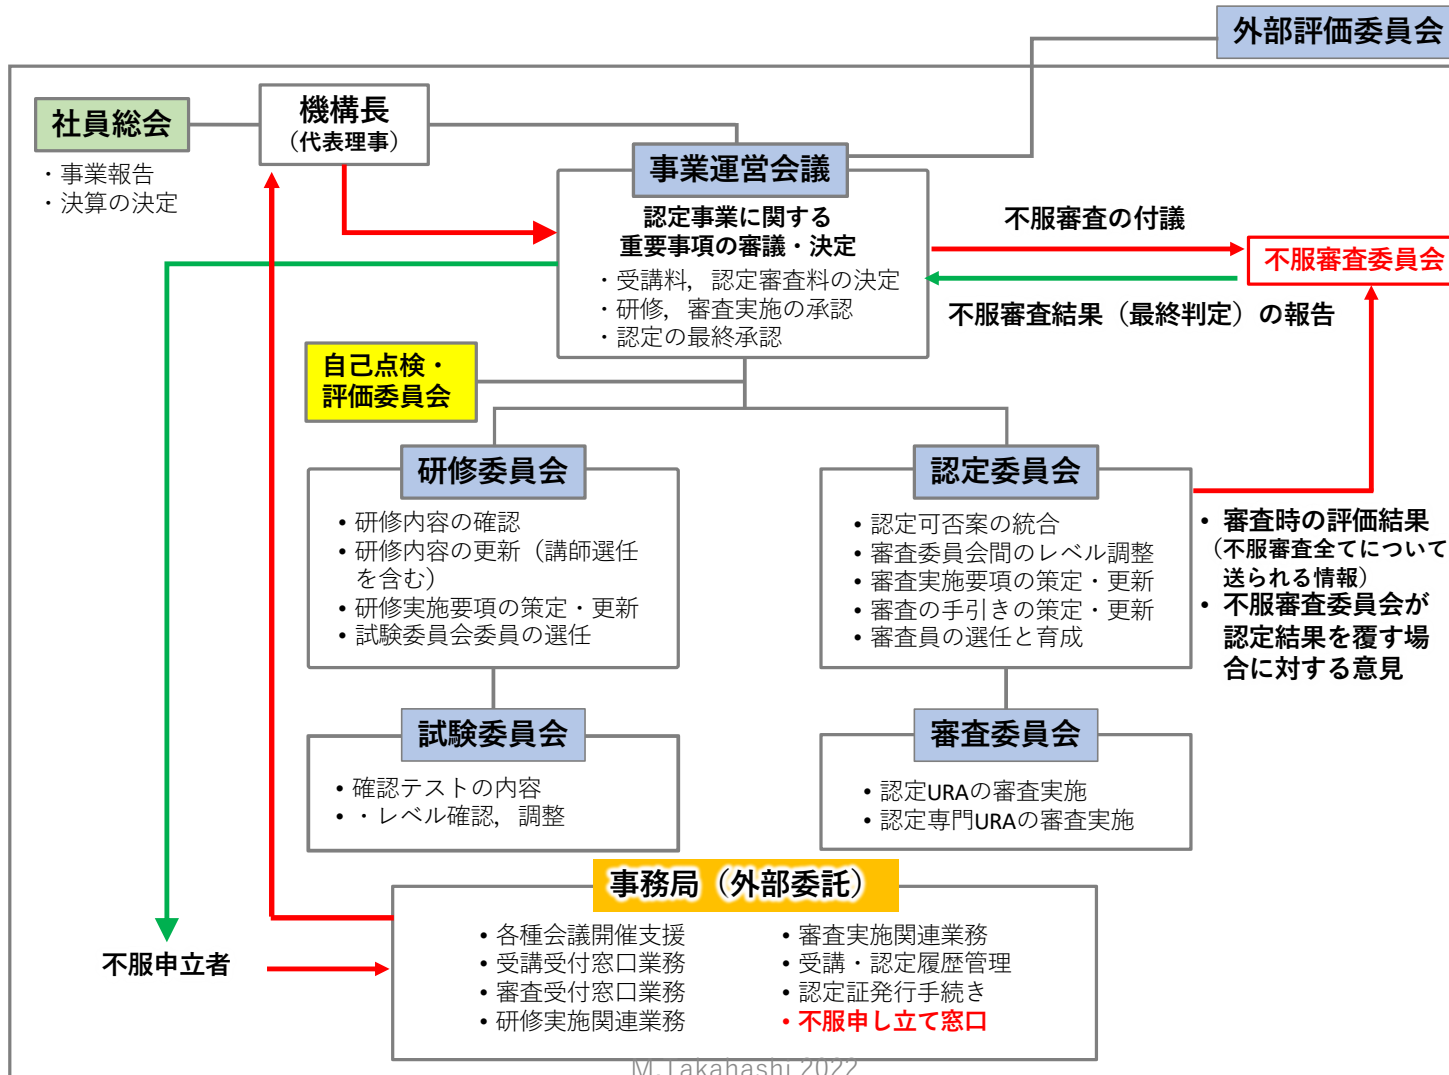 外部評価委員会
社員総会
・事業報告
・決算の決定
機構長
（代表理事）
事業運営会議
認定事業に関する
重要事項の審議・決定
・受講料，認定審査料の決定
・研修，審査実施の承認
・認定の最終承認
不服審査の付議
不服審査委員会
不服審査結果（最終判定）の報告
自己点検・
評価委員会
研修委員会
• 研修内容の確認
• 研修内容の更新（講師選任
を含む）
• 研修実施要項の策定・更新
• 試験委員会委員の選任
認定委員会
• 認定可否案の統合
• 審査委員会間のレベル調整
• 審査実施要項の策定・更新
• 審査の手引きの策定・更新
• 審査員の選任と育成
• 審査時の評価結果
（不服審査全てについて
送られる情報）
• 不服審査委員会が
認定結果を覆す場
合に対する意見
試験委員会
• 確認テストの内容
• ・レベル確認，調整
審査委員会
• 認定URAの審査実施
• 認定専門URAの審査実施
事務局（外部委託）
• 各種会議開催支援
• 受講受付窓口業務
• 審査受付窓口業務
• 研修実施関連業務
• 審査実施関連業務
• 受講・認定履歴管理
• 認定証発行手続き
• 不服申し立て窓口
不服申立者
M.Takahashi 2022